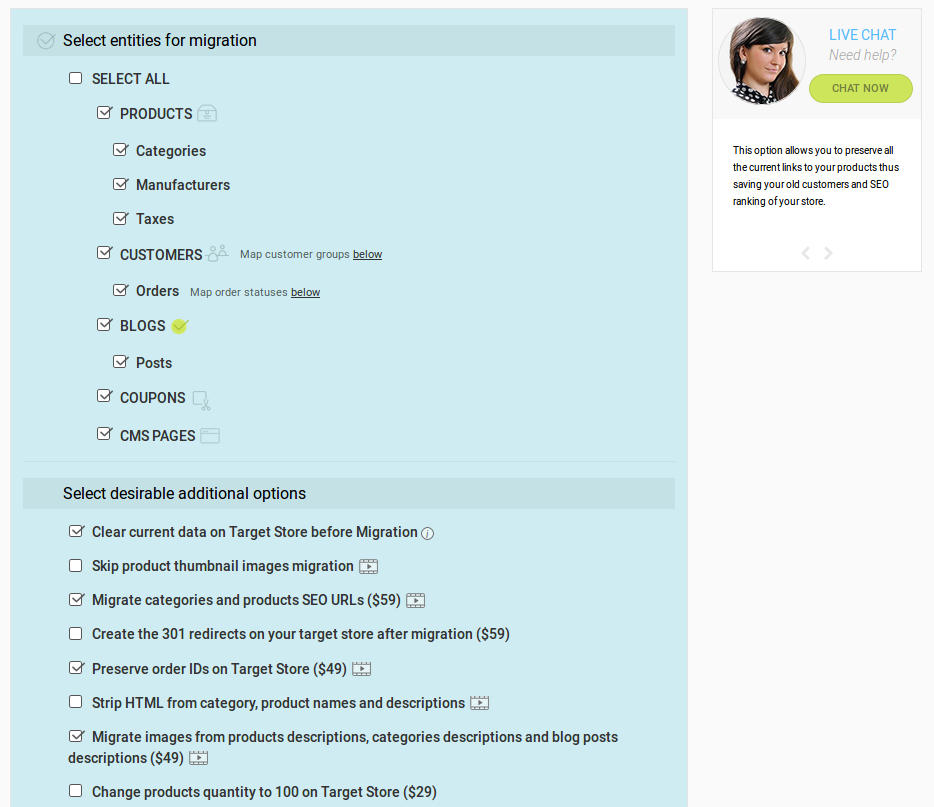 Select entities for migration
SELECT ALL
PRODUCTS
Categories
Manufacturers
Taxes
CUSTOMERS Map customer groups below
Orders Map order statuses below
BLOGS
Posts
COUPONS
CMS PAGES
Select desirable additional options
Clear current data on Target Store before Migration i
Skip product thumbnail images migration
Migrate categories and products SEO URLs ($59)
Create the 301 redirects on your target store after migration ($59)
Preserve order IDs on Target Store ($49)
Strip HTML from category, product names and descriptions
Migrate images from products descriptions, categories descriptions and blog posts
descriptions ($49)
Change products quantity to 100 on Target Store ($29)
LIVE CHAT
Need help?
CHAT NOW
This option allows you to preserve all
the current links to your products thus
saving your old customers and SEO
ranking of your store.